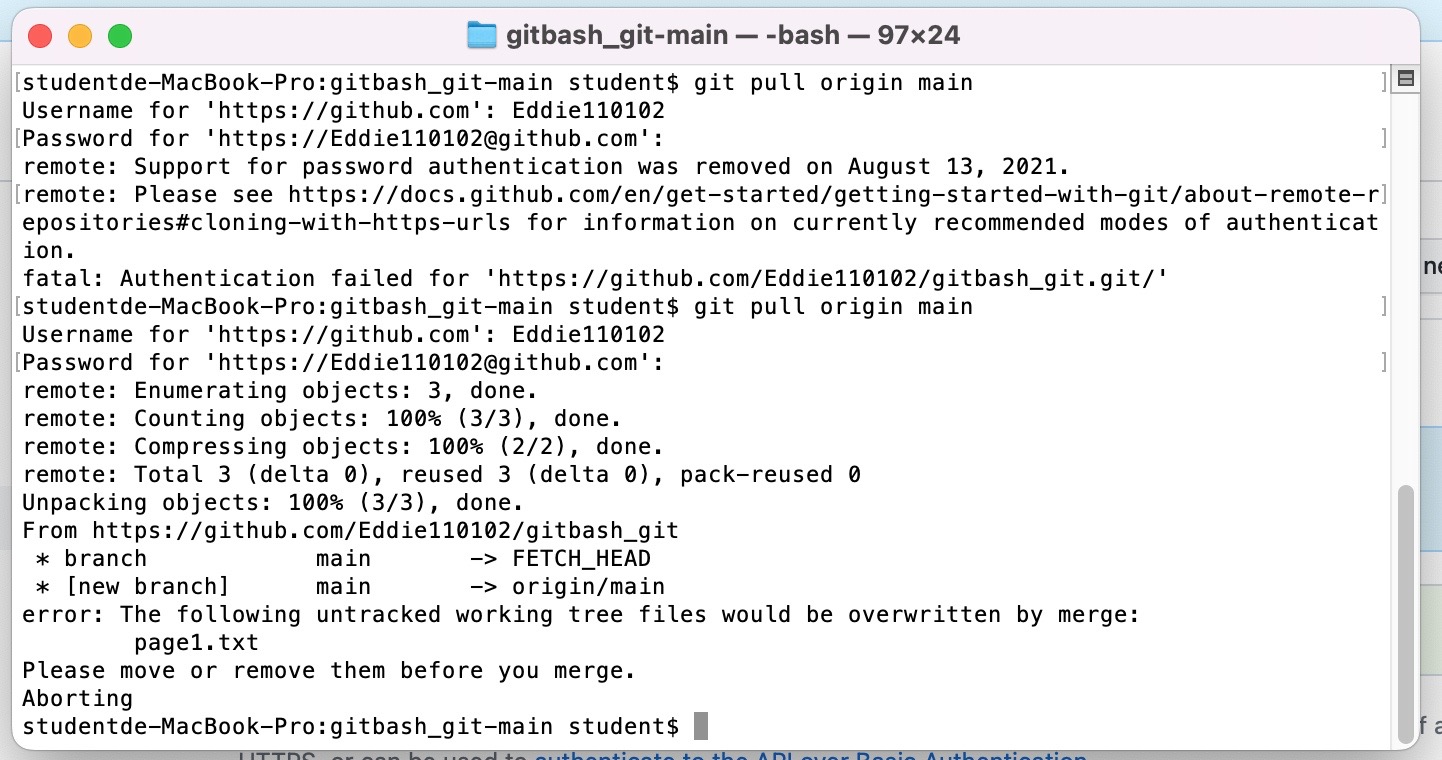 gitbash_git-main — -bash — 97×24
[studentde-MacBook-Pro:gitbash_git-main student$ git pull origin main ]
Username for 'https://github.com': Eddie110102
[Password for 'https://Eddie110102@github.com': ]
remote: Support for password authentication was removed on August 13, 2021.
[remote: Please see https://docs.github.com/en/get-started/getting-started-with-git/about-remote-r]
epositories#cloning-with-https-urls for information on currently recommended modes of authenticat
ion.
fatal: Authentication failed for 'https://github.com/Eddie110102/gitbash_git.git/'
[studentde-MacBook-Pro:gitbash_git-main student$ git pull origin main ]
Username for 'https://github.com': Eddie110102
[Password for 'https://Eddie110102@github.com': ]
remote: Enumerating objects: 3, done.
remote: Counting objects: 100% (3/3), done.
remote: Compressing objects: 100% (2/2), done.
remote: Total 3 (delta 0), reused 3 (delta 0), pack-reused 0
Unpacking objects: 100% (3/3), done.
From https://github.com/Eddie110102/gitbash_git
 * branch            main       -> FETCH_HEAD
 * [new branch]      main       -> origin/main
error: The following untracked working tree files would be overwritten by merge:
        page1.txt
Please move or remove them before you merge.
Aborting
studentde-MacBook-Pro:gitbash_git-main student$
HTTPS, or can be used to authenticate to the API over Basic Authentication